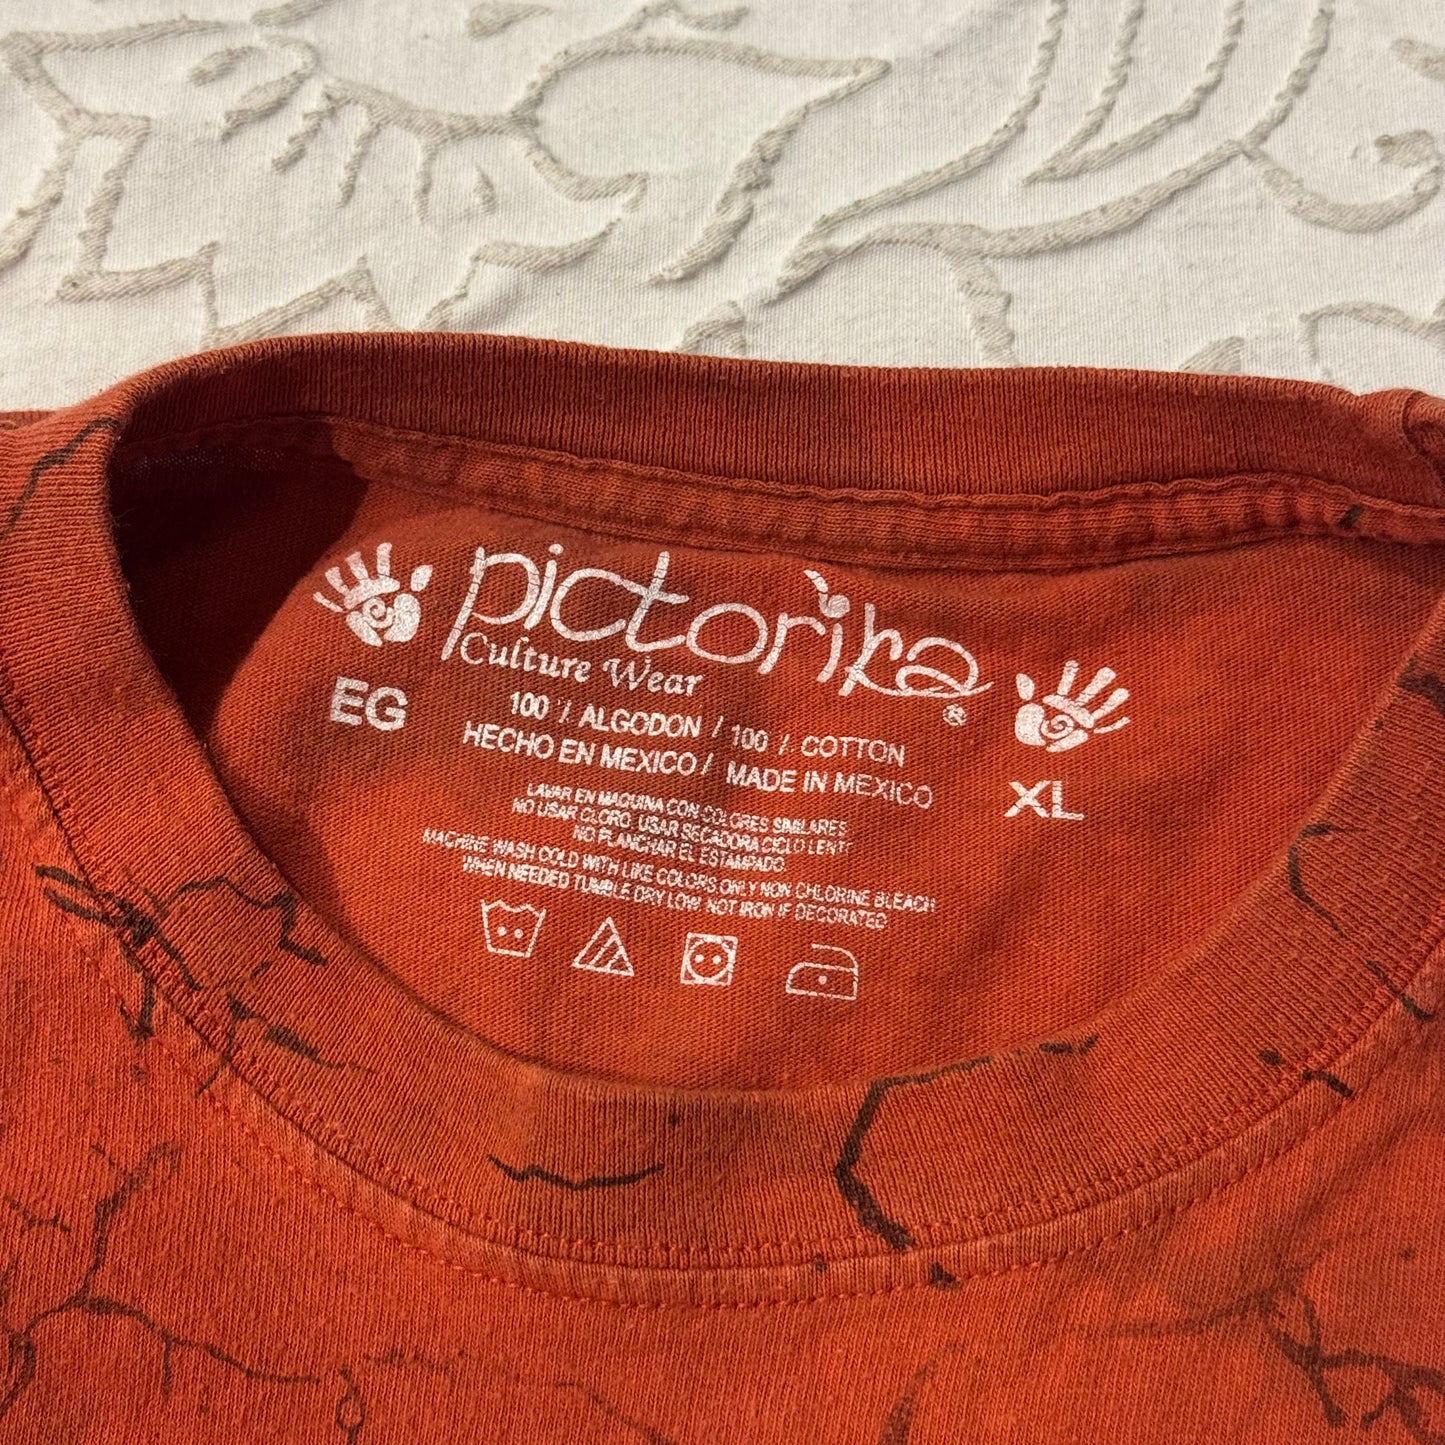 pictorika
Culture Wear ®
EG
100 / ALGODON / 100 / COTTON
HECHO EN MEXICO / MADE IN MEXICO
XL
LAVAR EN MAQUINA CON COLORES SIMILARES
NO USAR CLORO. USAR SECADORA CICLO LENTE
NO PLANCHAR EL ESTAMPADO.
MACHINE WASH COLD WITH LIKE COLORS ONLY NON CHLORINE BLEACH
WHEN NEEDED TUMBLE DRY LOW NOT IRON IF DECORATED